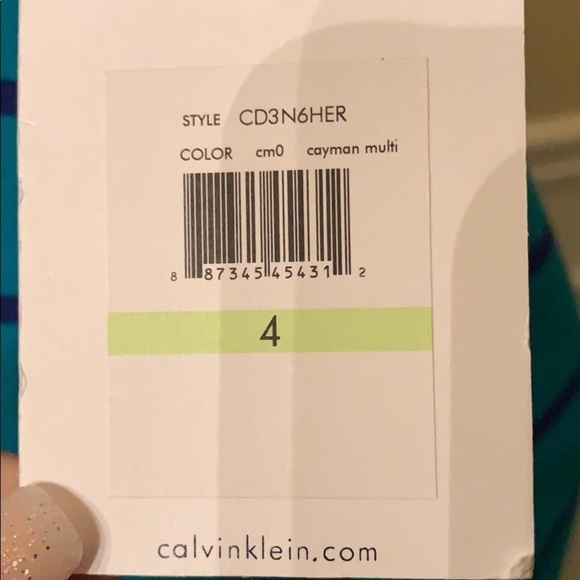 STYLE CD3N6HER
COLOR cm0 cayman multi
8 87345 45431 2
4
calvinklein.com